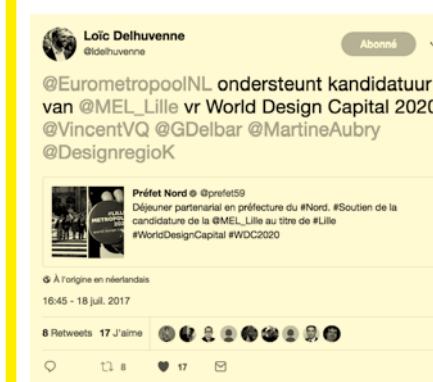 Loïc Delhuvenne
@ldelhuvenne
Abonné
@EurometropoolNL ondersteunt kandidatuur
van @MEL_Lille vr World Design Capital 2020
@VincentVQ @GDelbar @MartineAubry
@DesignregioK
Préfet Nord @prefet59
Déjeuner partenarial en préfecture du #Nord. #Soutien de la
candidature de la @MEL_Lille au titre de #Lille
#WorldDesignCapital #WDC2020
À l'origine en néerlandais
16:45 - 18 juil. 2017
8 Retweets 17 J'aime
8 17